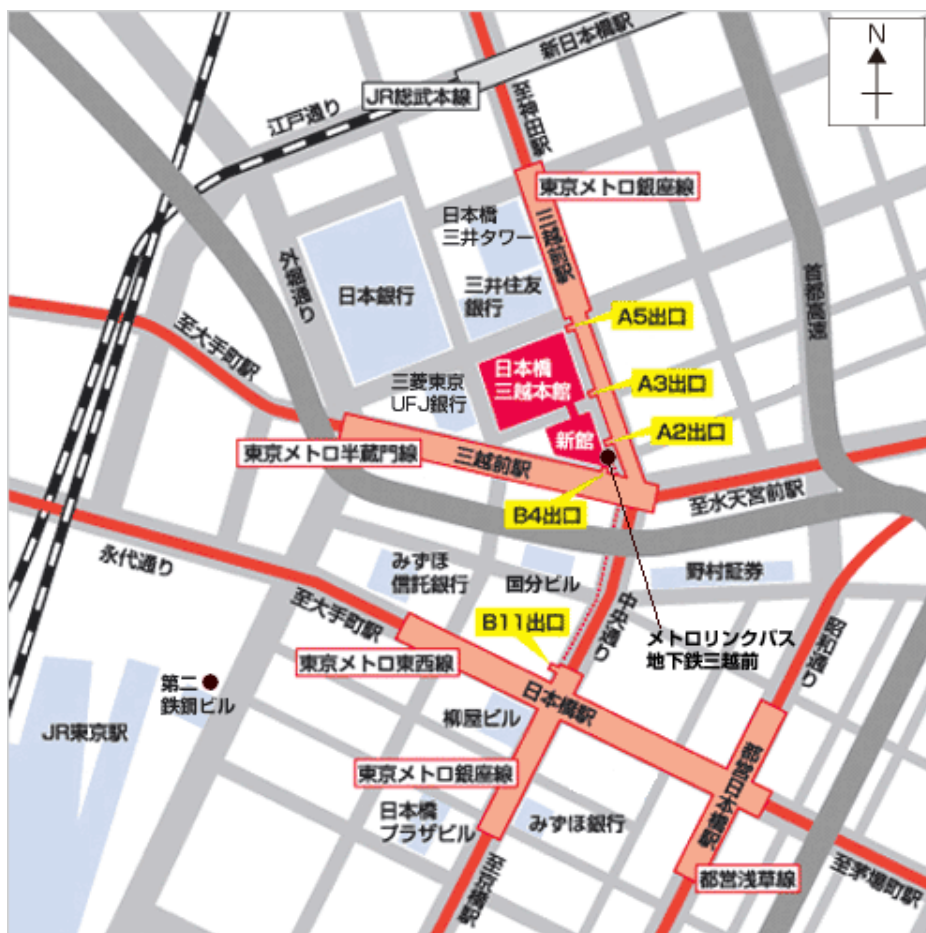 N
新日本橋駅
JR総武本線
江戸通り
至神田駅
東京メトロ銀座線
三越前駅
日本橋
三井タワー
外堀通り
日本銀行
三井住友
銀行
首都高速
A5出口
至大手町駅
日本橋
三越本館
三菱東京
UFJ銀行
A3出口
新館
A2出口
東京メトロ半蔵門線
三越前駅
至水天宮前駅
B4出口
永代通り
みずほ
信託銀行
国分ビル
野村証券
至大手町駅
B11出口
中央通り
メトロリンクバス
地下鉄三越前
昭和通り
東京メトロ東西線
第二
鉄鋼ビル
日本橋駅
柳屋ビル
JR東京駅
都営日本橋駅
東京メトロ銀座線
日本橋
プラザビル
みずほ銀行
至京橋駅
都営浅草線
至茅場町駅